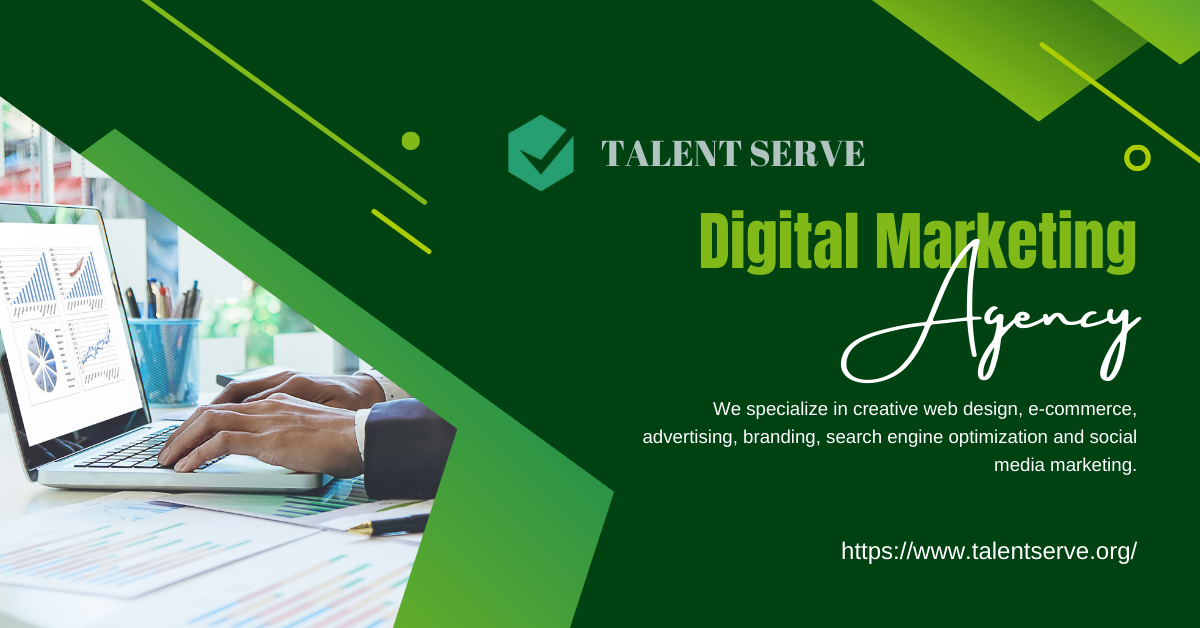 TALENT SERVE
Digital Marketing
Agency
We specialize in creative web design, e-commerce,
advertising, branding, search engine optimization and social
media marketing.
https://www.talentserve.org/